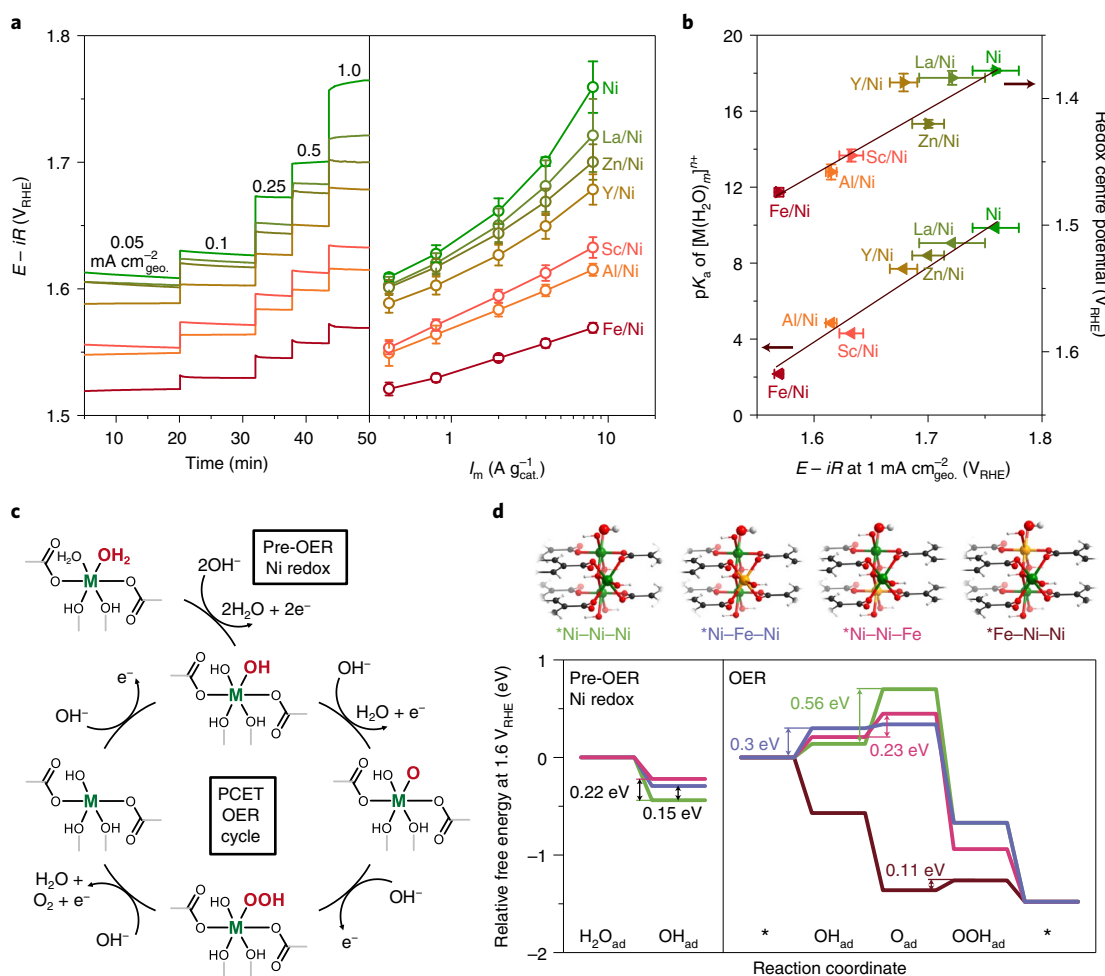 a
1.8
1.7
1.6
1.5
E – iR (V_RHE)
0.05
mA cm⁻²geo.
0.1
0.25
0.5
1.0
10
20
30
40
50
Time (min)
Ni
La/Ni
Zn/Ni
Y/Ni
Sc/Ni
Al/Ni
Fe/Ni
1
10
I_m (A g⁻¹cat.)
b
20
16
12
8
4
0
pKa of [M(H2O)m]ⁿ⁺
La/Ni
Ni
Y/Ni
Zn/Ni
Sc/Ni
Al/Ni
Fe/Ni
Ni
La/Ni
Y/Ni
Zn/Ni
Al/Ni
Sc/Ni
Fe/Ni
1.4
1.5
1.6
Redox centre potential (V_RHE)
1.6
1.7
1.8
E – iR at 1 mA cm⁻²geo. (V_RHE)
c
O
O
H2O
OH2
M
HO
OH
O
O
Pre-OER
Ni redox
2OH⁻
2H2O + 2e⁻
O
O
HO
OH
M
HO
OH
O
O
e⁻
OH⁻
OH⁻
H2O + e⁻
O
O
HO
M
HO
OH
O
O
PCET
OER
cycle
O
O
HO
O
M
HO
OH
O
O
H2O +
O2 + e⁻
OH⁻
O
O
HO
OOH
M
HO
OH
O
O
OH⁻
e⁻
d
*Ni–Ni–Ni
*Ni–Fe–Ni
*Ni–Ni–Fe
*Fe–Ni–Ni
1
0
–1
–2
Relative free energy at 1.6 V_RHE (eV)
Pre-OER
Ni redox
0.22 eV
0.15 eV
H2Oad
OHad
OER
0.56 eV
0.3 eV
0.23 eV
0.11 eV
*
OHad
Oad
OOHad
*
Reaction coordinate